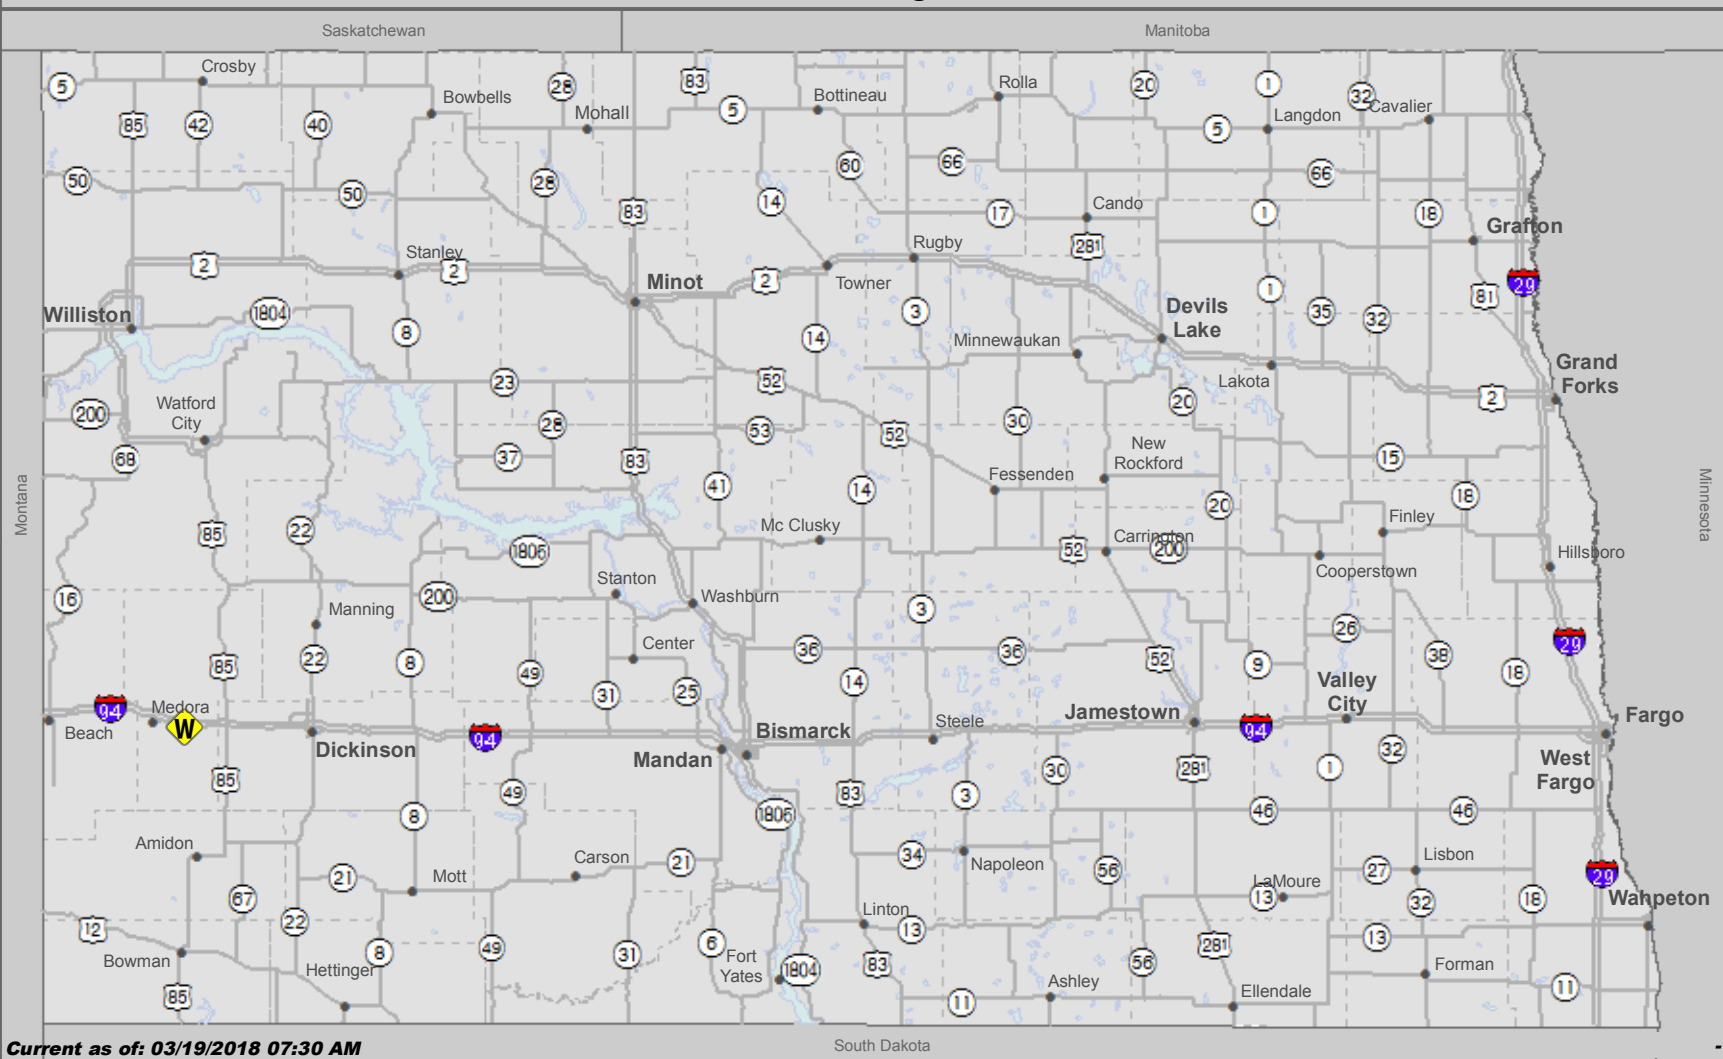 Saskatchewan
Manitoba
Crosby
5
85
42
40
Bowbells
28
Mohall
83
5
Bottineau
Rolla
20
1
32
Cavalier
Langdon
5
50
50
28
83
14
60
66
17
Cando
281
66
1
18
Grafton
29
81
2
Stanley
2
Minot
2
Towner
Rugby
3
Devils
Lake
1
35
32
Williston
1804
8
14
Minnewaukan
Lakota
20
2
Grand
Forks
23
52
200
Watford
City
68
28
37
83
53
52
30
New
Rockford
15
18
Montana
Minnesota
41
14
Fessenden
20
Finley
85
22
1806
Mc Clusky
52
Carrington
200
Cooperstown
Hillsboro
16
Manning
200
Stanton
Washburn
3
26
29
85
22
8
49
Center
31
25
36
14
36
52
9
38
18
Valley
City
94
Medora
W
Beach
Dickinson
94
Mandan
Bismarck
Steele
Jamestown
94
Fargo
West
Fargo
85
49
8
1806
83
3
30
281
1
32
46
46
Amidon
67
21
Mott
Carson
21
34
Napoleon
56
LaMoure
13
27
Lisbon
32
18
29
Wahpeton
12
Bowman
22
8
Hettinger
85
49
31
6
Fort
Yates
1804
Linton
13
83
11
Ashley
56
281
Ellendale
13
Forman
11
South Dakota
Current as of: 03/19/2018 07:30 AM
-